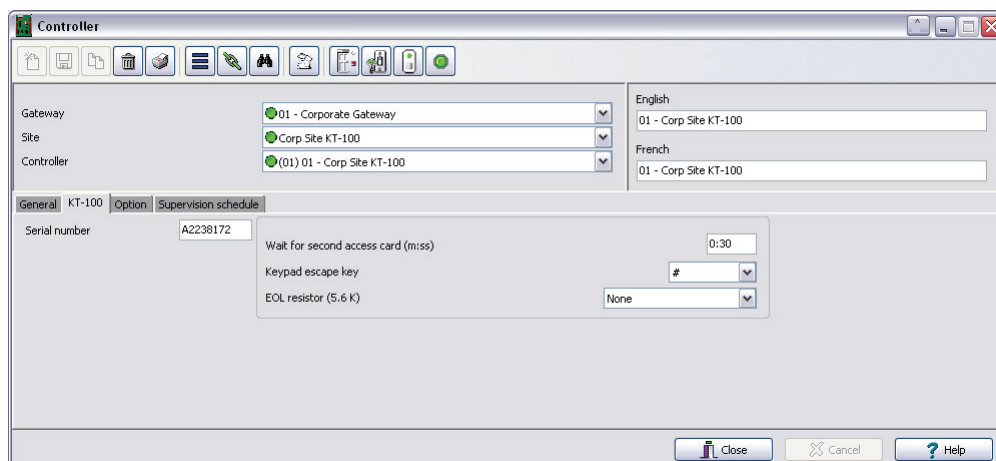 Controller
Gateway
01 - Corporate Gateway
Site
Corp Site KT-100
Controller
(01) 01 - Corp Site KT-100
English
01 - Corp Site KT-100
French
01 - Corp Site KT-100
General KT-100 Option Supervision schedule
Serial number A2238172
Wait for second access card (m:ss) 0:30
Keypad escape key #
EOL resistor (5.6 K) None
Close Cancel ? Help